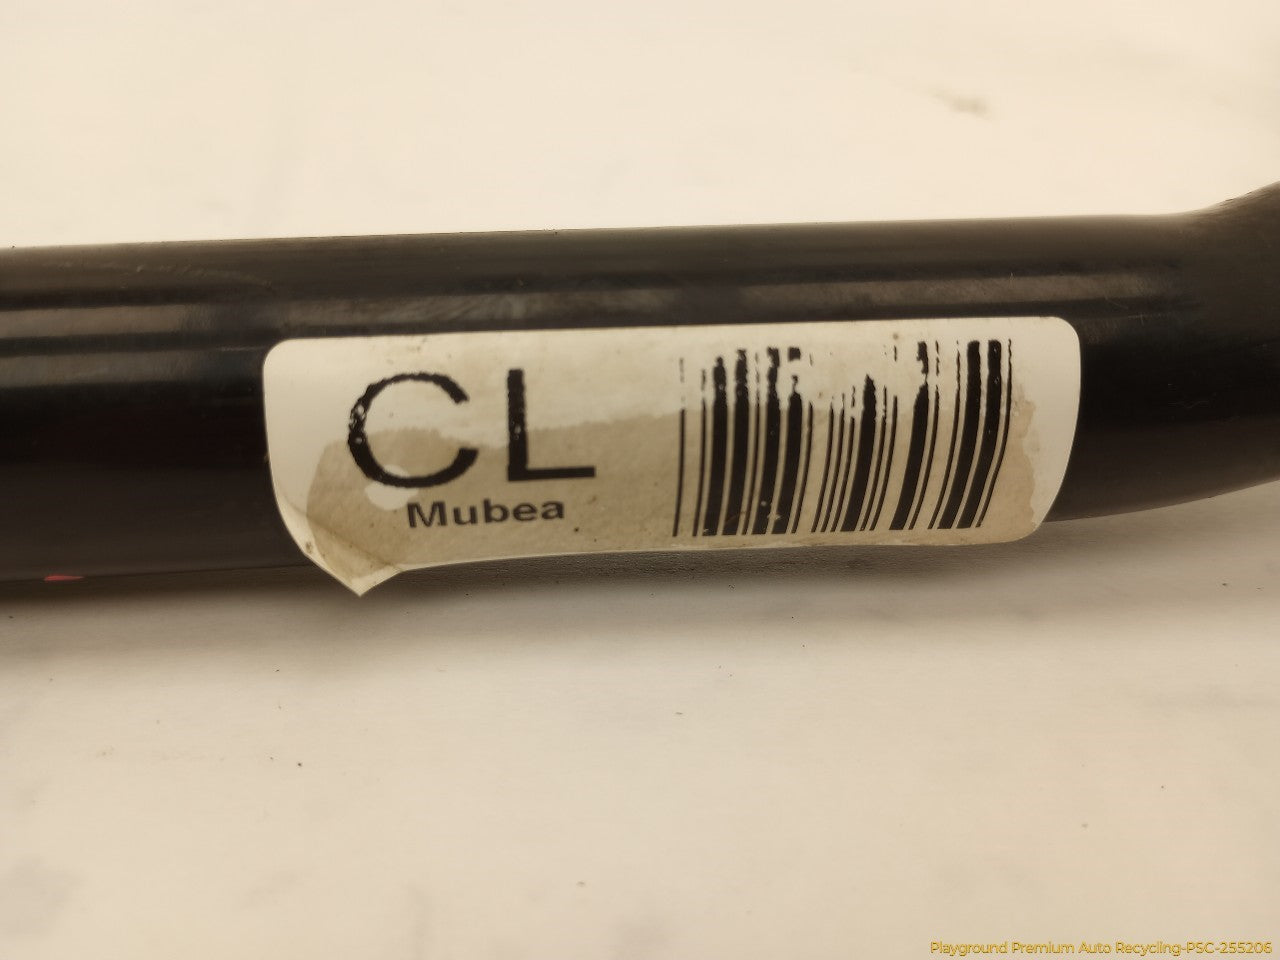 CL
Mubea
Playground Premium Auto Recycling-PSC-255206